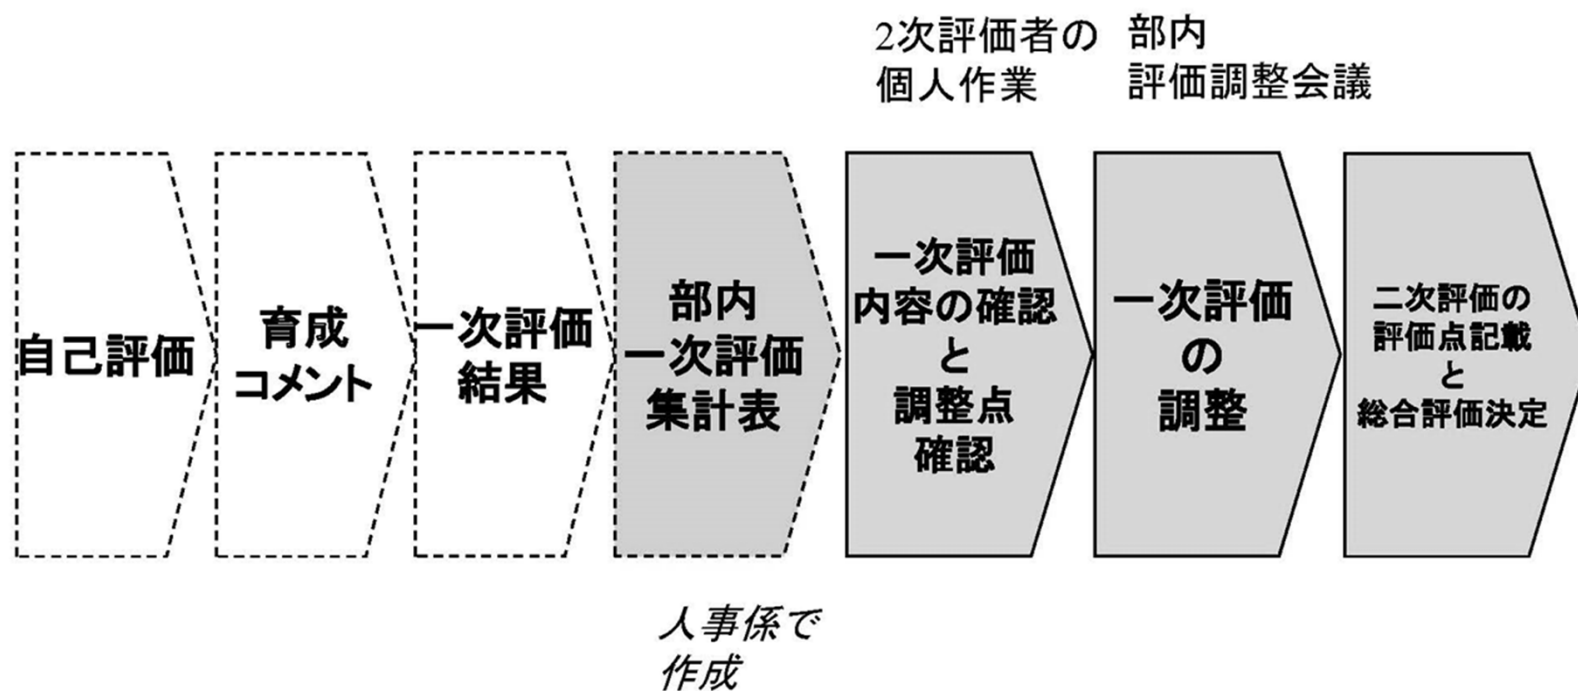 2次評価者の
個人作業
部内
評価調整会議
自己評価
育成
コメント
一次評価
結果
部内
一次評価
集計表
一次評価
内容の確認
と
調整点
確認
一次評価
の
調整
二次評価の
評価点記載
と
総合評価決定
人事係で
作成